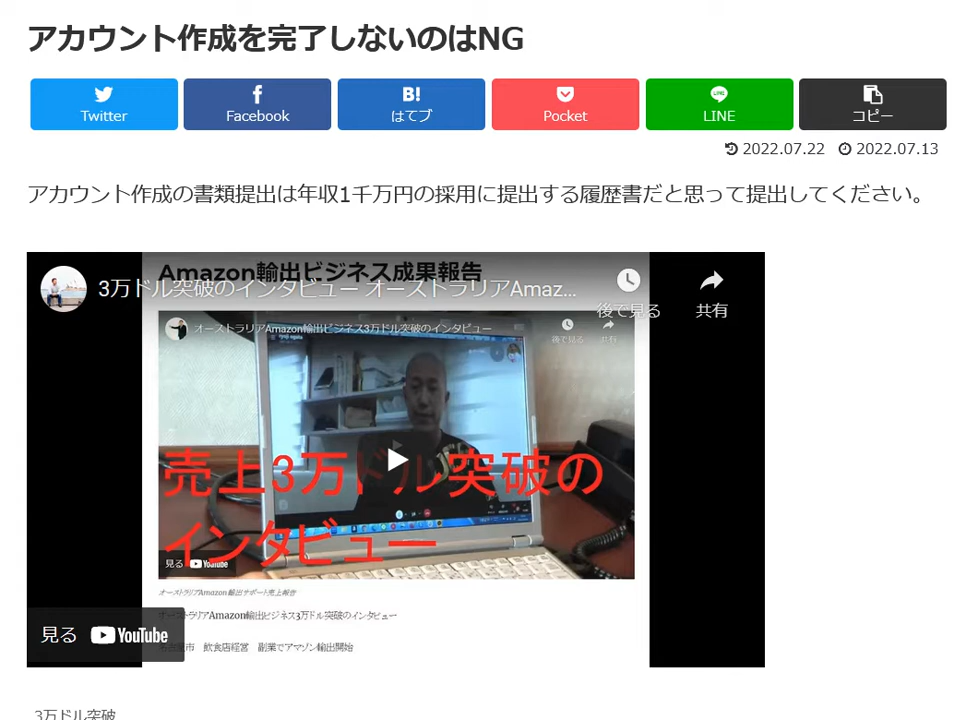 アカウント作成を完了しないのはNG
Twitter
Facebook
B!
はてブ
Pocket
LINE
コピー
2022.07.22 2022.07.13
アカウント作成の書類提出は年収1千万円の採用に提出する履歴書だと思って提出してください。
Amazon輸出ビジネス成果報告
3万ドル突破のインタビュー オーストラリアAmaz...
後で見る
共有
オーストラリアAmazon輸出ビジネス3万ドル突破のインタビュー
後で見る 共有
売上3万ドル突破の
インタビュー
見る YouTube
オーストラリアAmazon輸出サポート売上報告
オーストラリアAmazon輸出ビジネス3万ドル突破のインタビュー
見る YouTube
名古屋市 飲食店経営 副業でアマゾン輸出開始
3万ドル突破